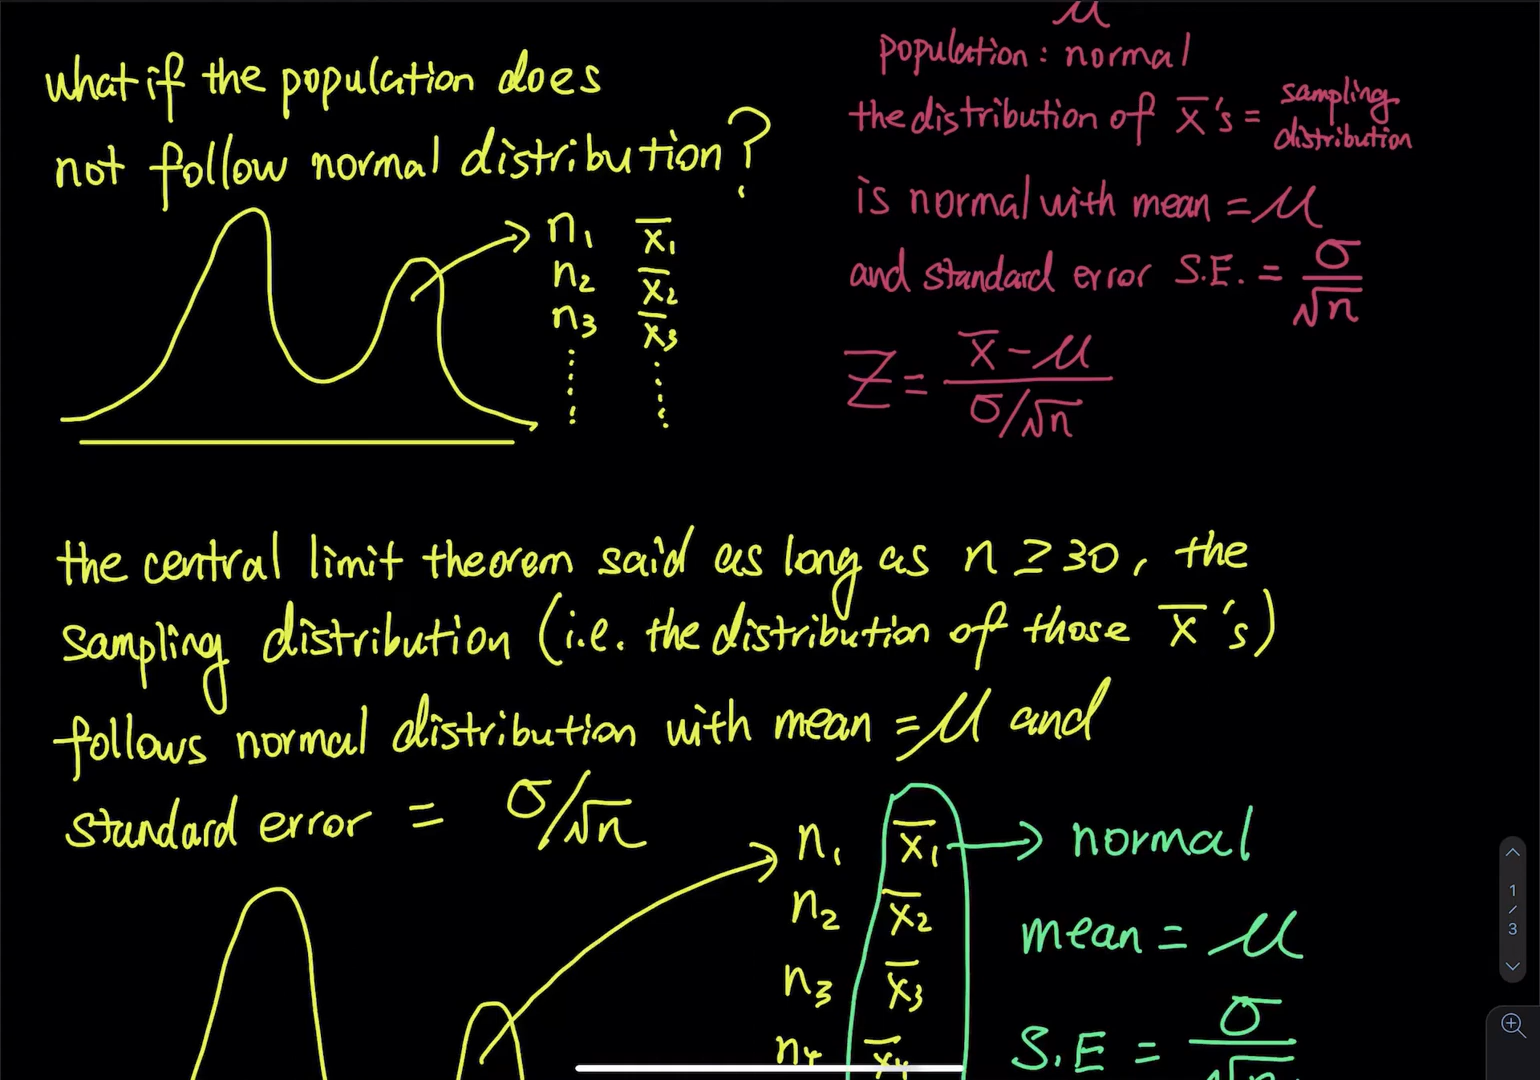 what if the population does
not follow normal distribution?
n₁ x̄₁
n₂ x̄₂
n₃ x̄₃
μ
population: normal
the distribution of x̄'s = sampling distribution
is normal with mean = μ
and standard error S.E. = σ/√n
Z = (x̄ - μ)/(σ/√n)
the central limit theorem said as long as n ≥ 30, the
sampling distribution (i.e. the distribution of those x̄'s)
follows normal distribution with mean = μ and
standard error = σ/√n
n₁ x̄₁ → normal
n₂ x̄₂
mean = μ
n₃ x̄₃
n₄ x̄₄
S.E = σ/√n
1
/
3